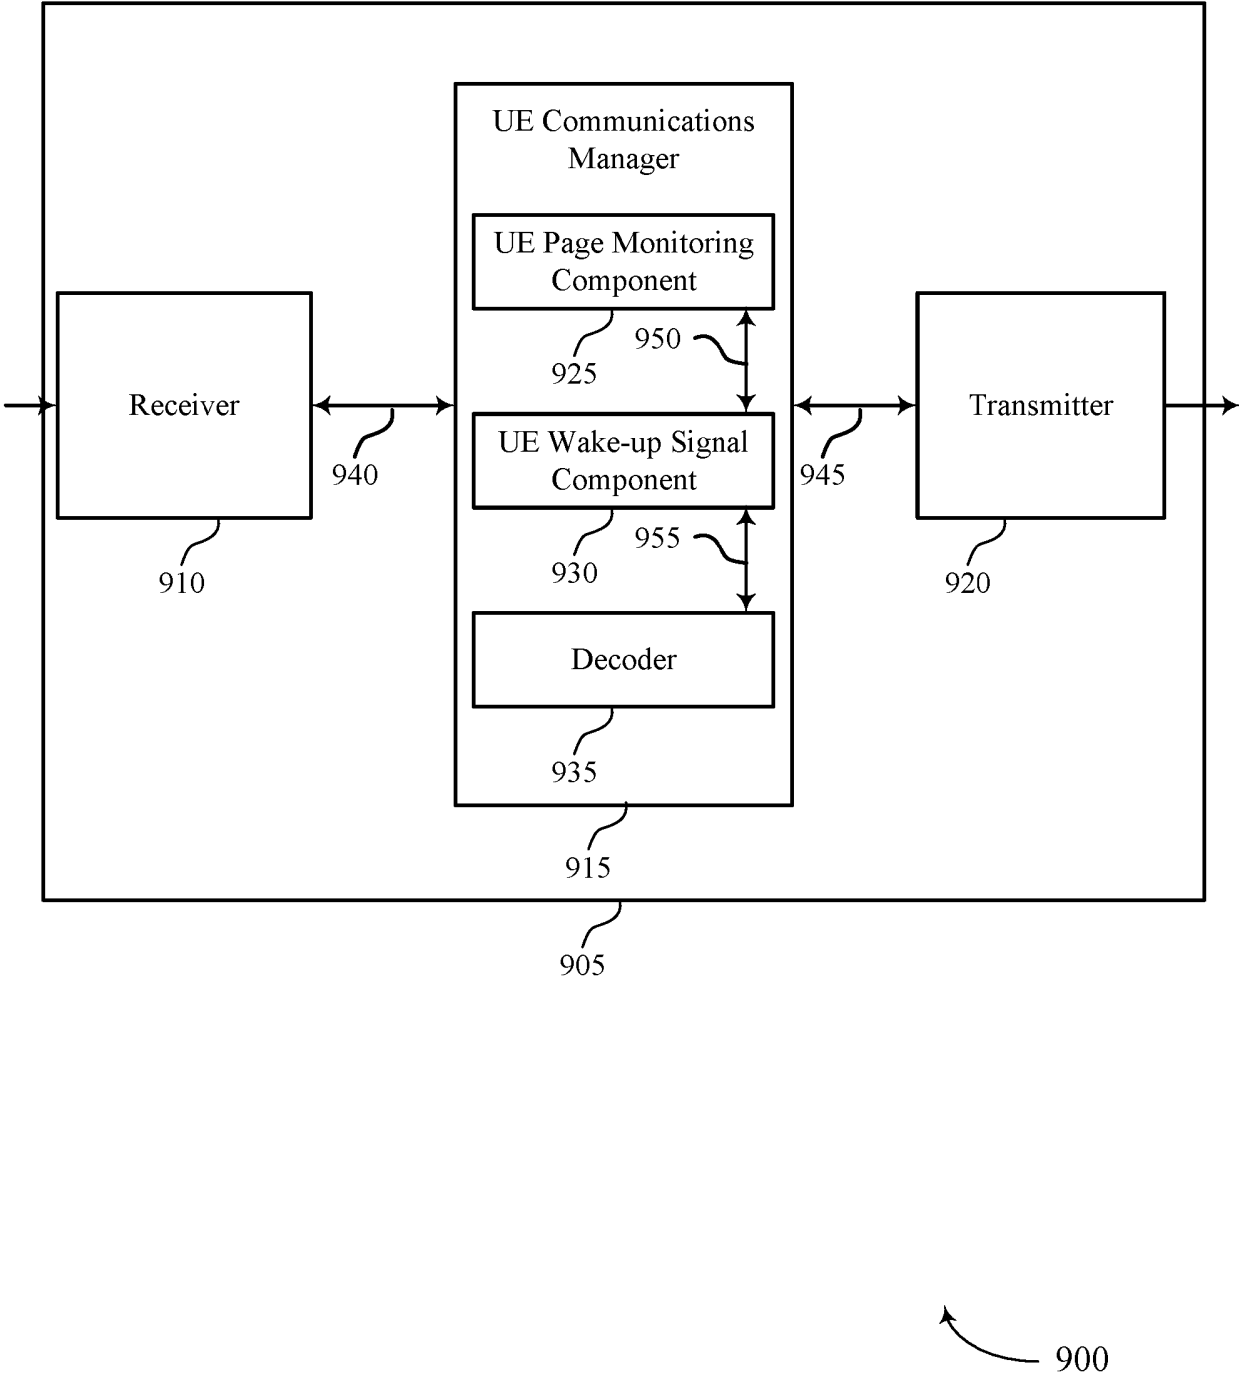 UE Communications
Manager
UE Page Monitoring
Component
950
925
Receiver
Transmitter
UE Wake-up Signal
Component
940
945
955
930
910
920
Decoder
935
915
905
900